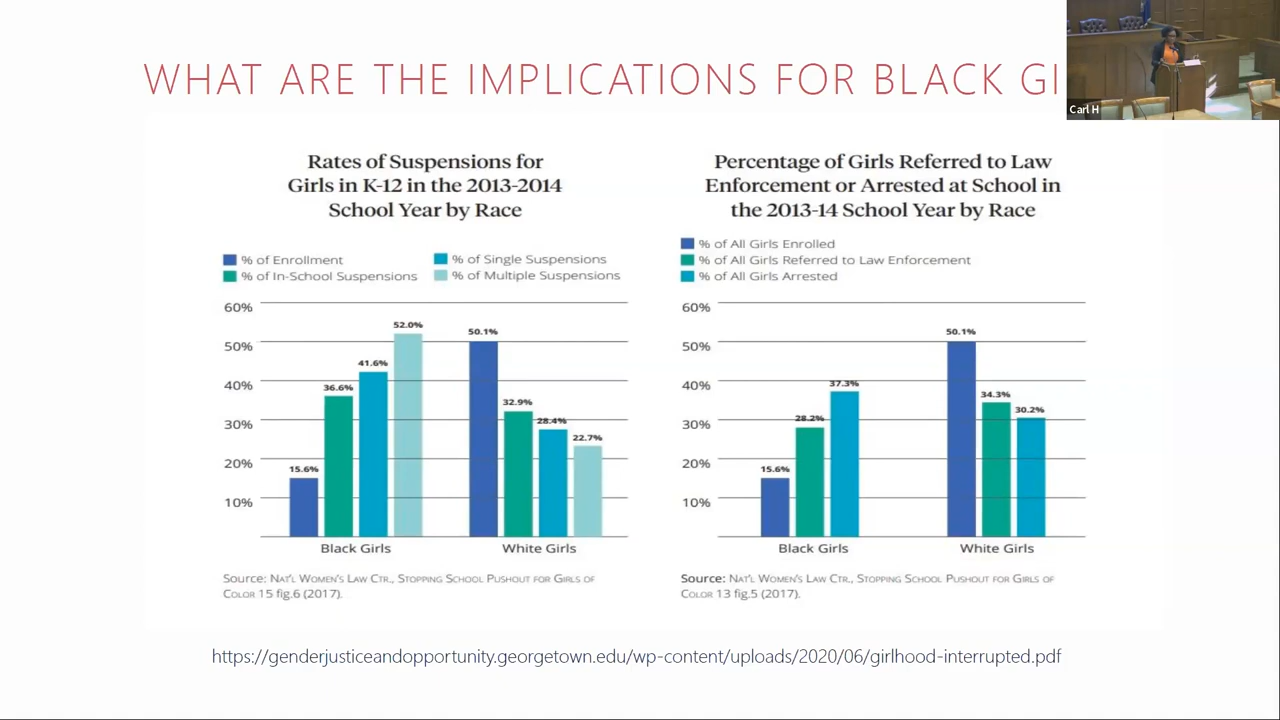 WHAT ARE THE IMPLICATIONS FOR BLACK GI
Carl H
Rates of Suspensions for
Girls in K-12 in the 2013-2014
School Year by Race
% of Enrollment
% of Single Suspensions
% of In-School Suspensions
% of Multiple Suspensions
60%
50%
40%
30%
20%
10%
15.6%
36.6%
41.6%
52.0%
50.1%
32.9%
28.4%
22.7%
Black Girls
White Girls
Source: NAT'L WOMEN'S LAW CTR., STOPPING SCHOOL PUSHOUT FOR GIRLS OF
COLOR 15 fig.6 (2017).
Percentage of Girls Referred to Law
Enforcement or Arrested at School in
the 2013-14 School Year by Race
% of All Girls Enrolled
% of All Girls Referred to Law Enforcement
% of All Girls Arrested
60%
50%
40%
30%
20%
10%
15.6%
28.2%
37.3%
50.1%
34.3%
30.2%
Black Girls
White Girls
Source: NAT'L WOMEN'S LAW CTR., STOPPING SCHOOL PUSHOUT FOR GIRLS OF
COLOR 13 fig.5 (2017).
https://genderjusticeandopportunity.georgetown.edu/wp-content/uploads/2020/06/girlhood-interrupted.pdf